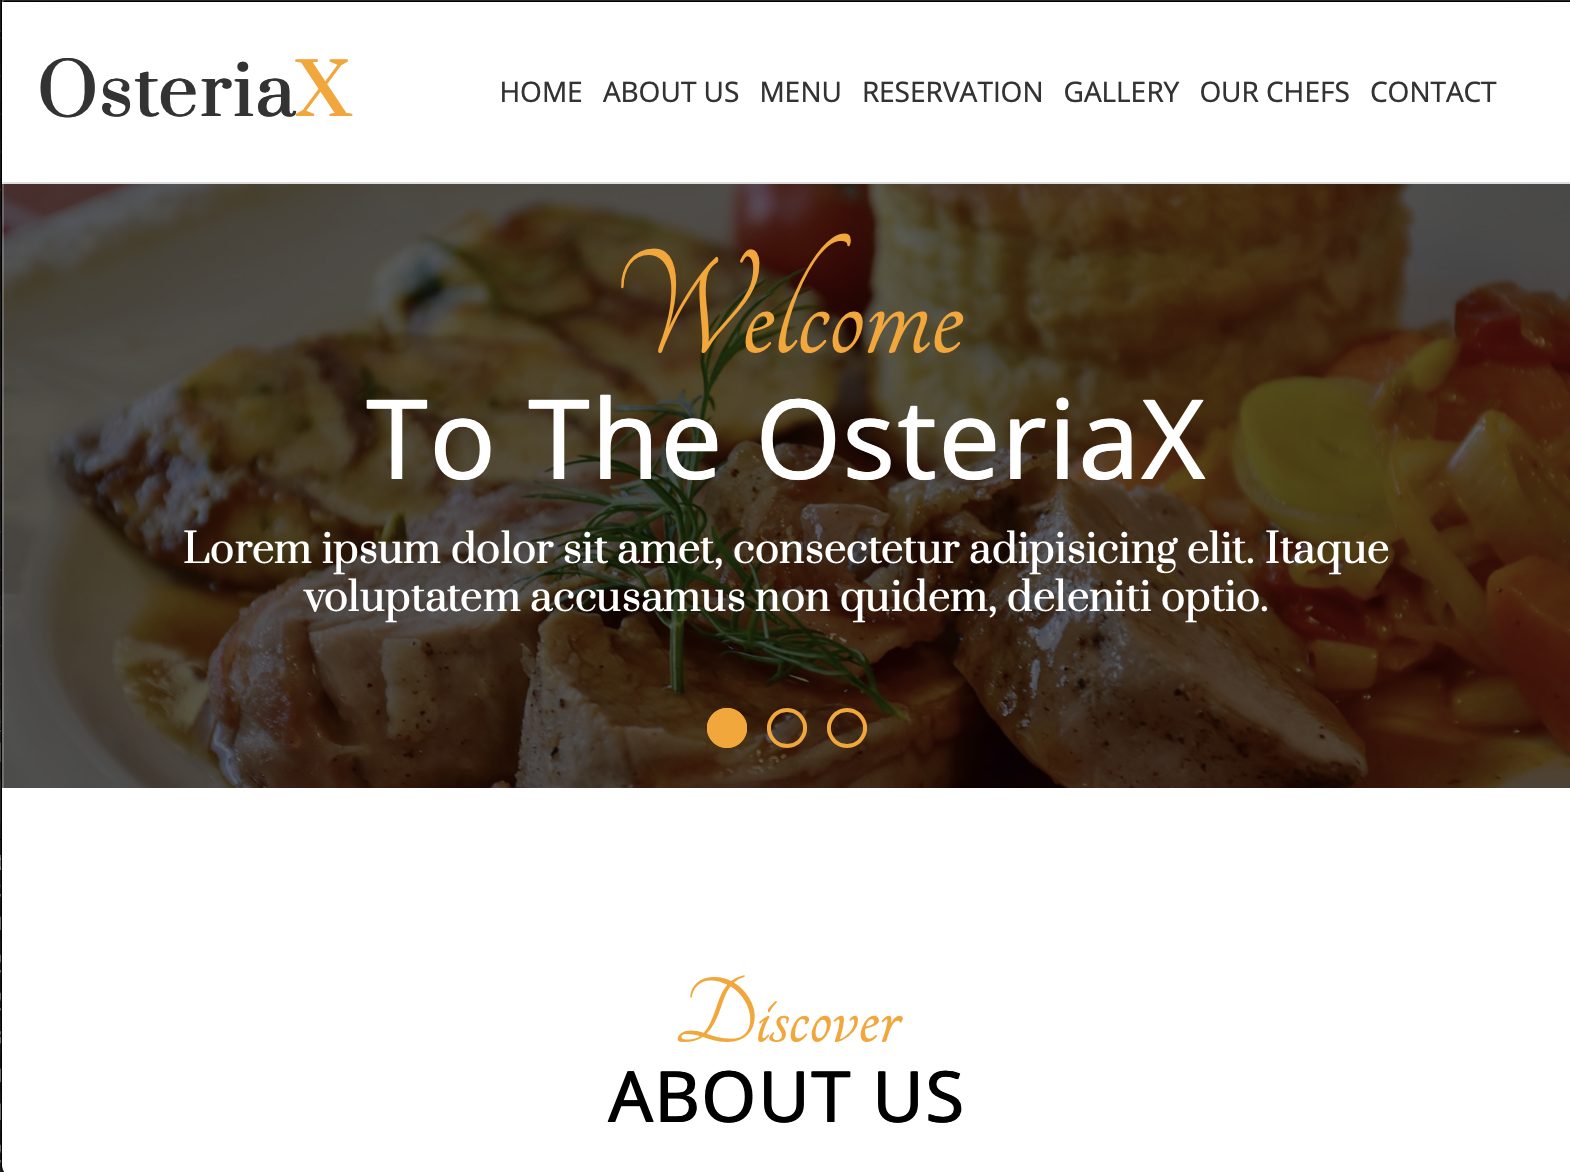 OsteriaX
HOME ABOUT US MENU RESERVATION GALLERY OUR CHEFS CONTACT
Welcome
To The OsteriaX
Lorem ipsum dolor sit amet, consectetur adipisicing elit. Itaque
voluptatem accusamus non quidem, deleniti optio.
Discover
ABOUT US